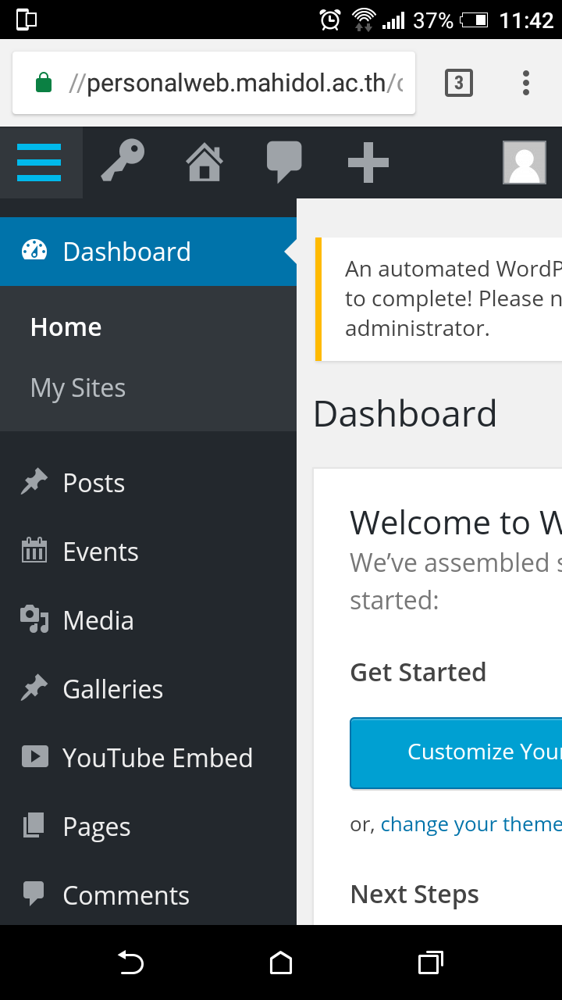 37% 11:42
//personalweb.mahidol.ac.th/
3
Dashboard
Home
My Sites
Posts
Events
Media
Galleries
YouTube Embed
Pages
Comments
An automated WordP
to complete! Please n
administrator.
Dashboard
Welcome to W
We’ve assembled s
started:
Get Started
Customize Your
or, change your theme
Next Steps